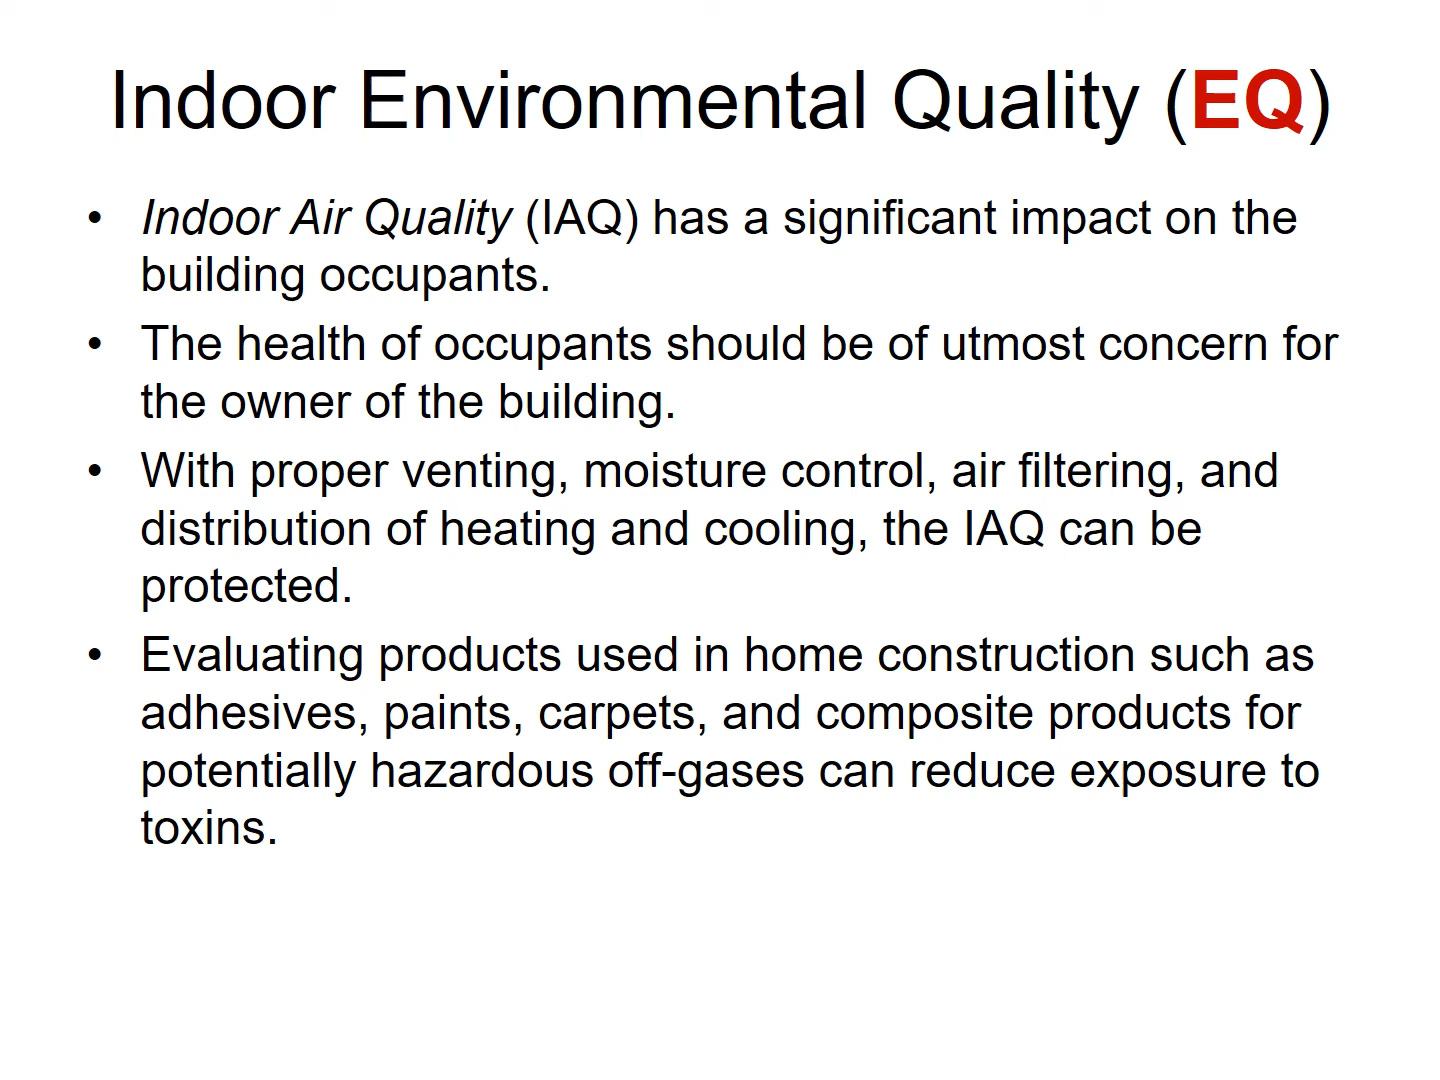 Indoor Environmental Quality (EQ)
• Indoor Air Quality (IAQ) has a significant impact on the
building occupants.
• The health of occupants should be of utmost concern for
the owner of the building.
• With proper venting, moisture control, air filtering, and
distribution of heating and cooling, the IAQ can be
protected.
• Evaluating products used in home construction such as
adhesives, paints, carpets, and composite products for
potentially hazardous off-gases can reduce exposure to
toxins.